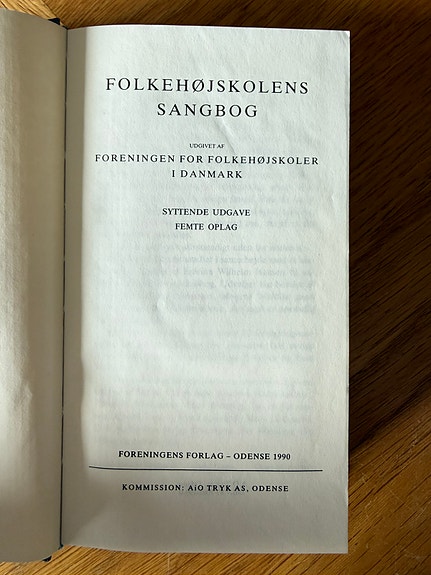 FOLKEHØJSKOLENS
SANGBOG
UDGIVET AF
FORENINGEN FOR FOLKEHØJSKOLER
I DANMARK
SYTTENDE UDGAVE
FEMTE OPLAG
FORENINGENS FORLAG – ODENSE 1990
KOMMISSION: AiO TRYK AS, ODENSE